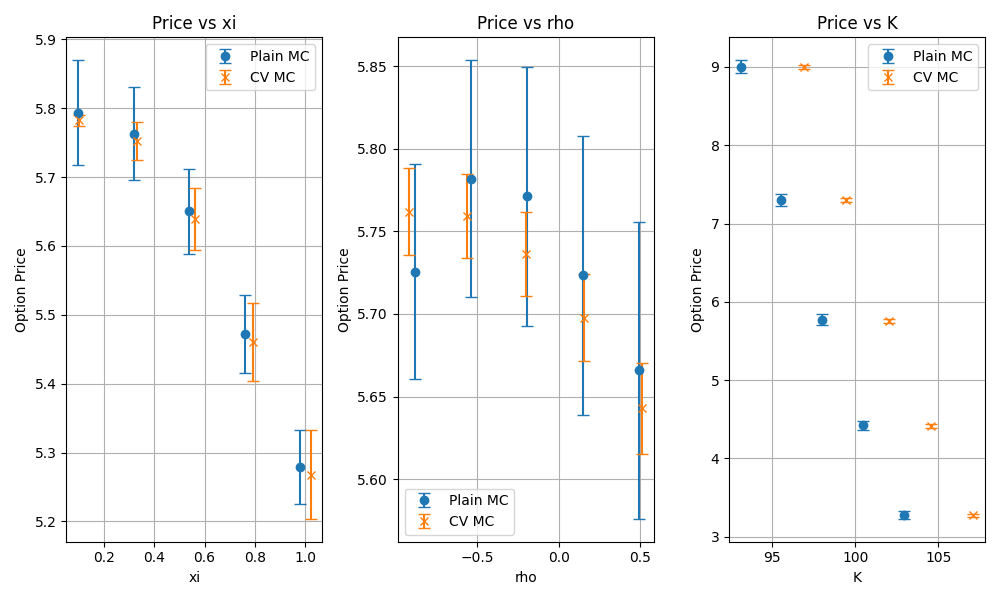 Price vs xi
Option Price
5.9
5.8
5.7
5.6
5.5
5.4
5.3
5.2
Plain MC
CV MC
0.2 0.4 0.6 0.8 1.0
xi
Price vs rho
Option Price
5.85
5.80
5.75
5.70
5.65
5.60
Plain MC
CV MC
−0.5 0.0 0.5
rho
Price vs K
Option Price
9
8
7
6
5
4
3
Plain MC
CV MC
95 100 105
K